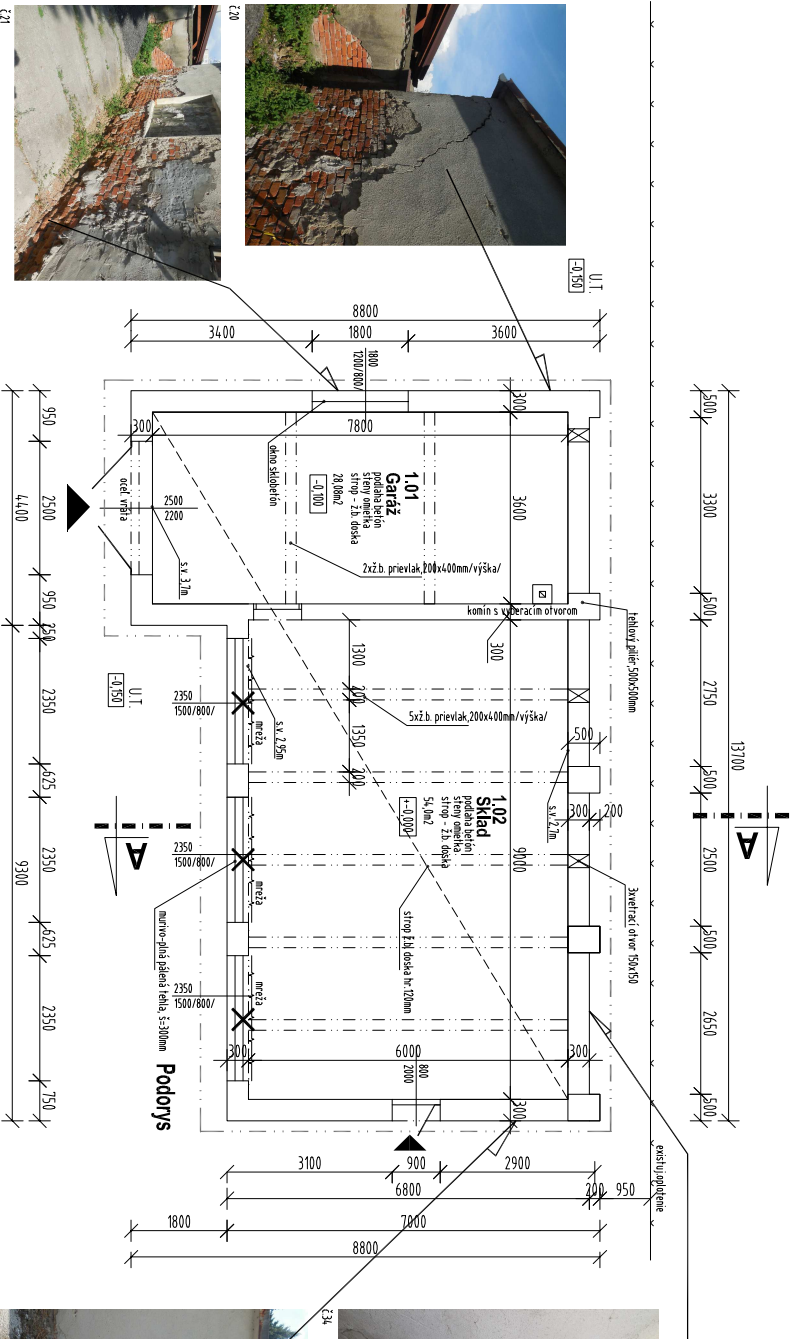 č.21
č.20
U.T.
-0,150
8800
3400
1800
3600
1800
1200/800/
950
2500
950
250
2350
625
2350
625
2350
750
4400
9300
500
3300
500
2750
500
2500
500
2650
500
13700
300
7800
300
3600
okno sklobetón
1.01
Garáž
podlaha betón
steny omietka
strop - ž.b. doska
28,08m2
-0,100
oceľ. vráta
2500
2200
s.v. 3,7m
2xž.b. prievlak,200x400mm/výška/
komín s vyberacím otvorom
tehlový pilier,500x500mm
300
1300
200
1350
200
5xž.b. prievlak,200x400mm/výška/
U.T.
-0,150
2350
1500/800/
mreža
s.v. 2,95m
500
s.v. 2,7m
300
200
1.02
Sklad
podlaha betón
steny omietka
strop - ž.b. doska
54,0m2
+-0,000
9000
A
A
2350
1500/800/
mreža
3xvetrací otvor 150x150
murivo-plná pálená tehla, š=300mm
strop ž.b. doska hr.120mm
2350
1500/800/
mreža
Podorys
300
6000
300
800
2000
300
3100
900
2900
6800
200
950
1800
7000
8800
existuj.oplotenie
č.34